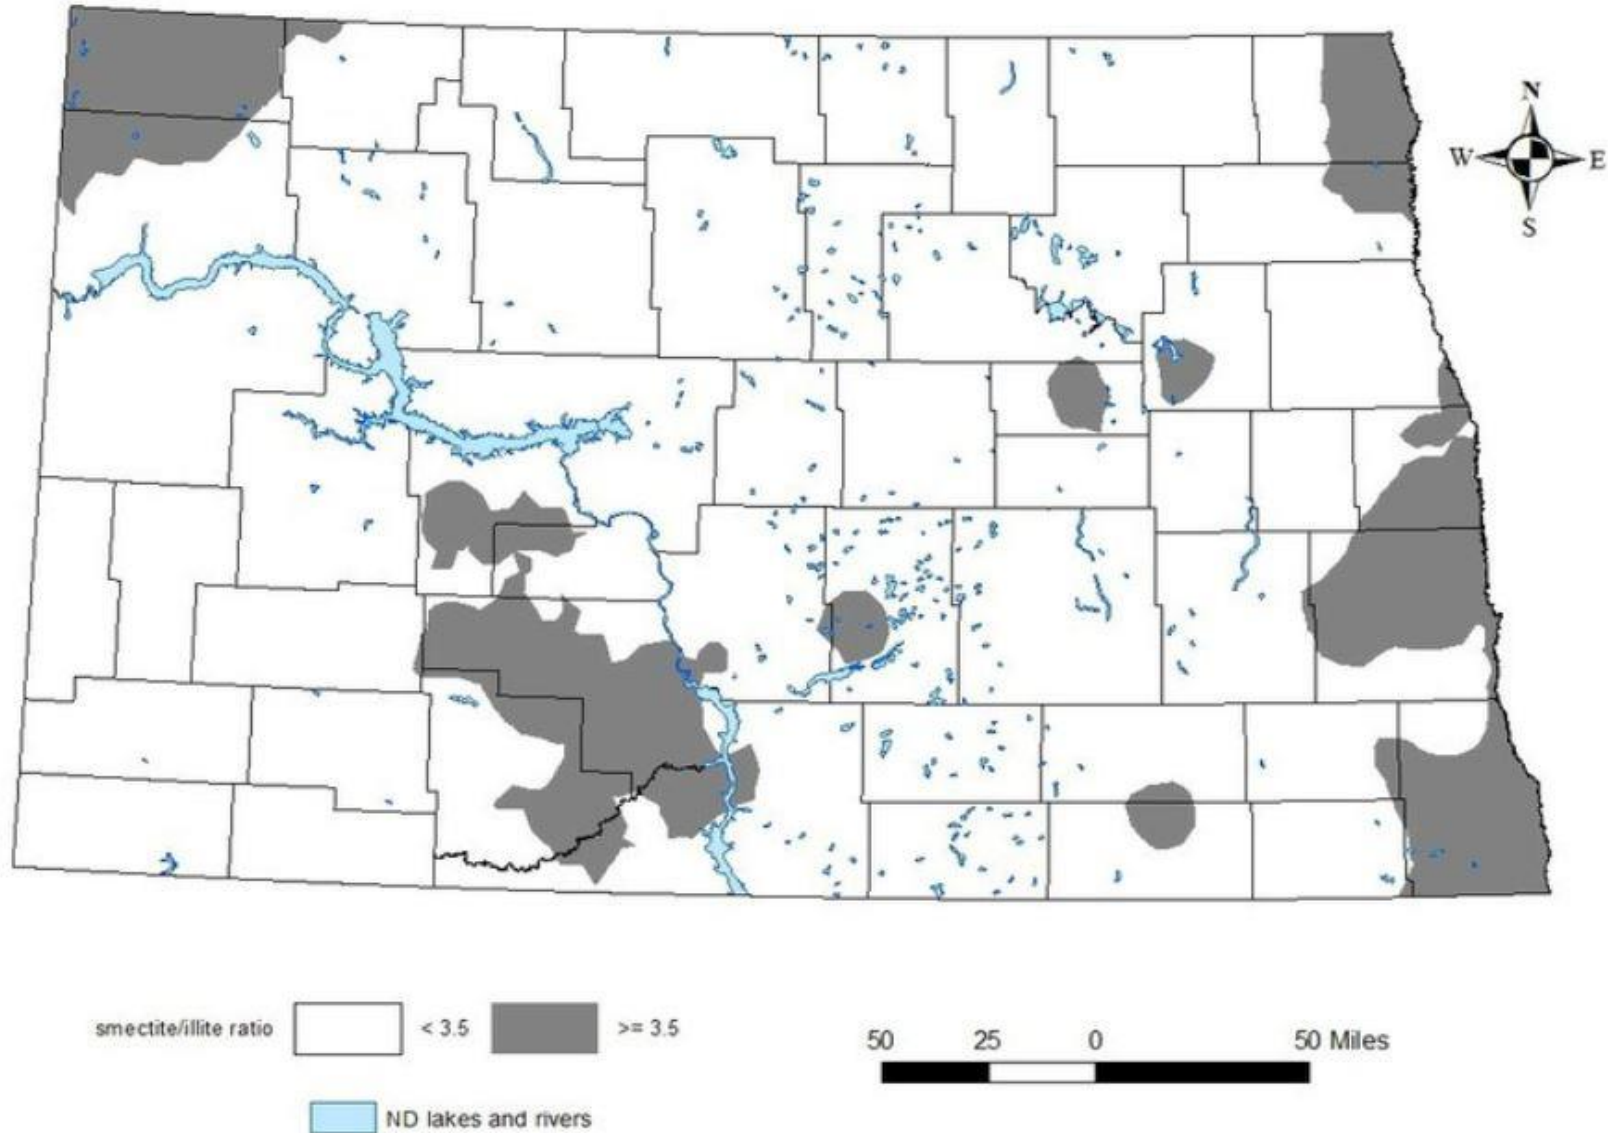 N
W E
S
smectite/illite ratio < 3.5 >= 3.5
50 25 0 50 Miles
ND lakes and rivers